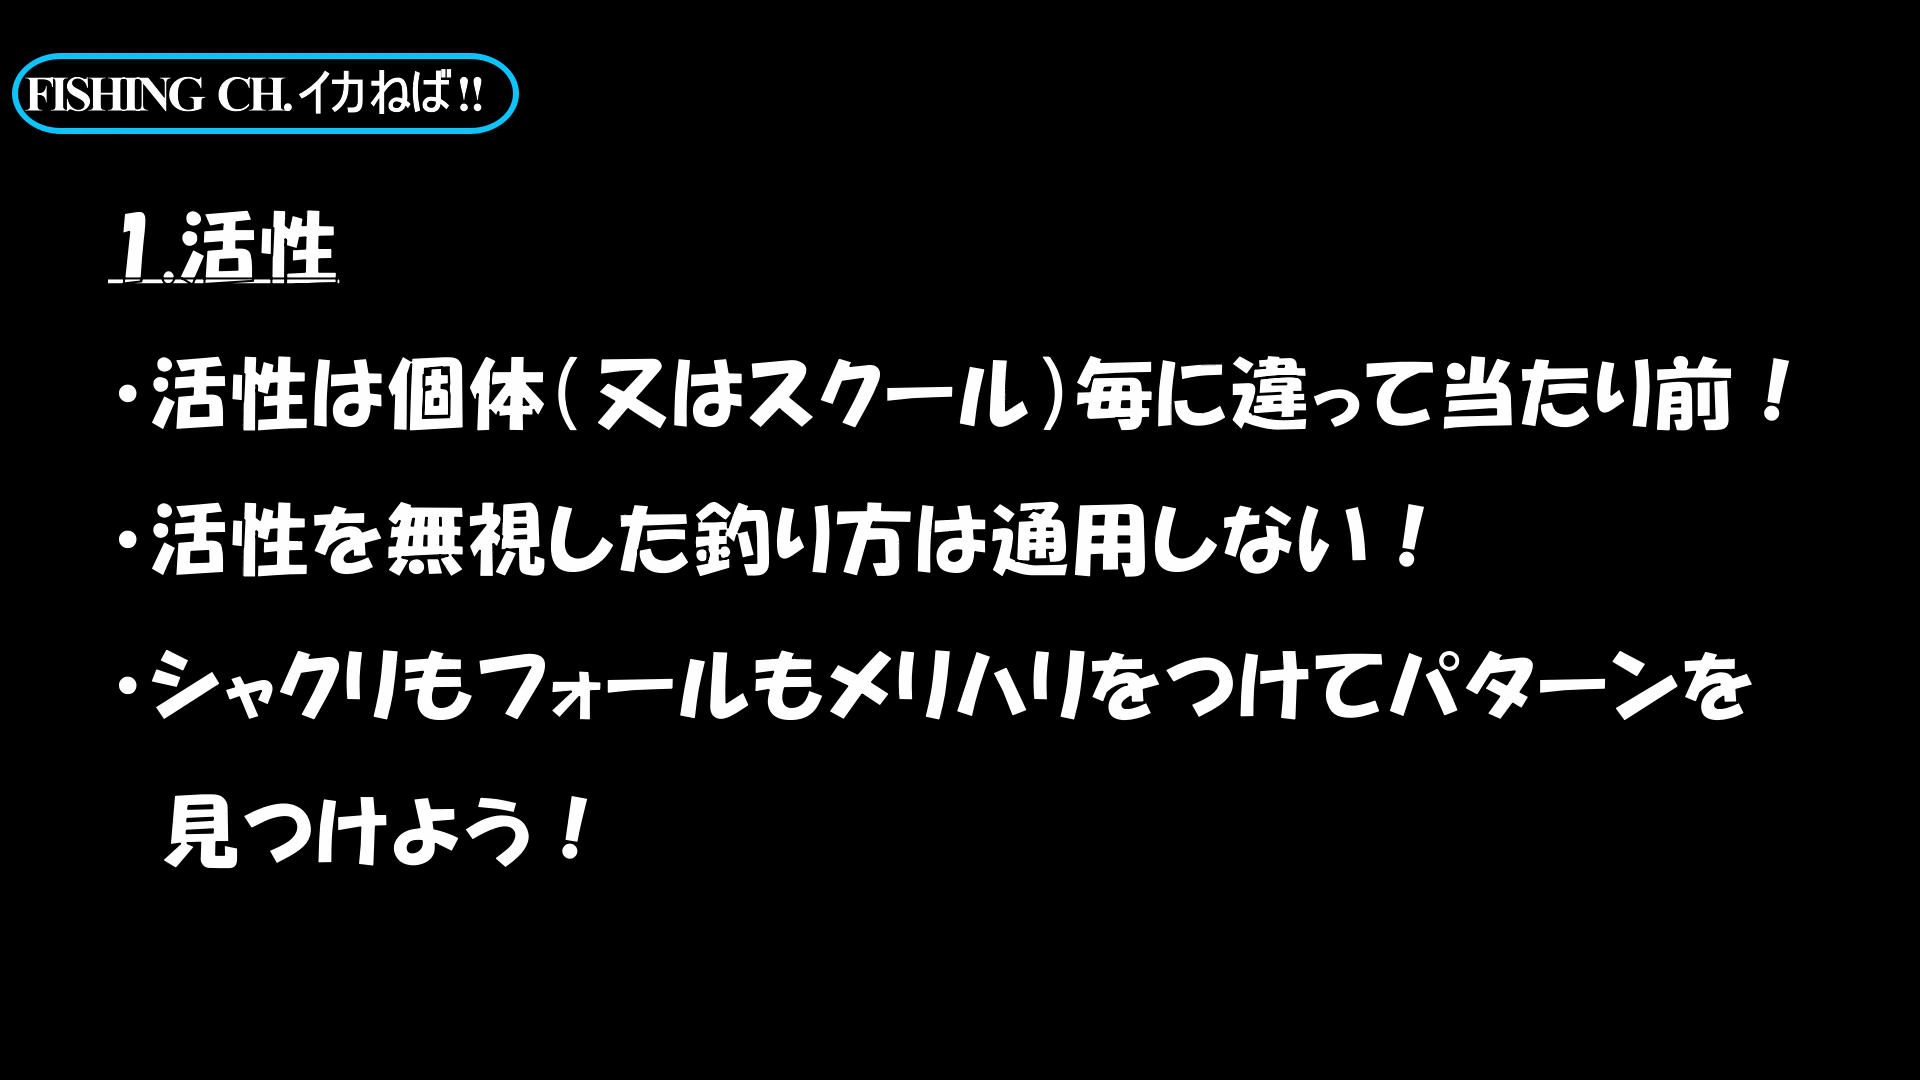 FISHING CH.イカねば!!
1.活性
・活性は個体(又はスクール)毎に違って当たり前！
・活性を無視した釣り方は通用しない！
・シャクリもフォールもメリハリをつけてパターンを
見つけよう！